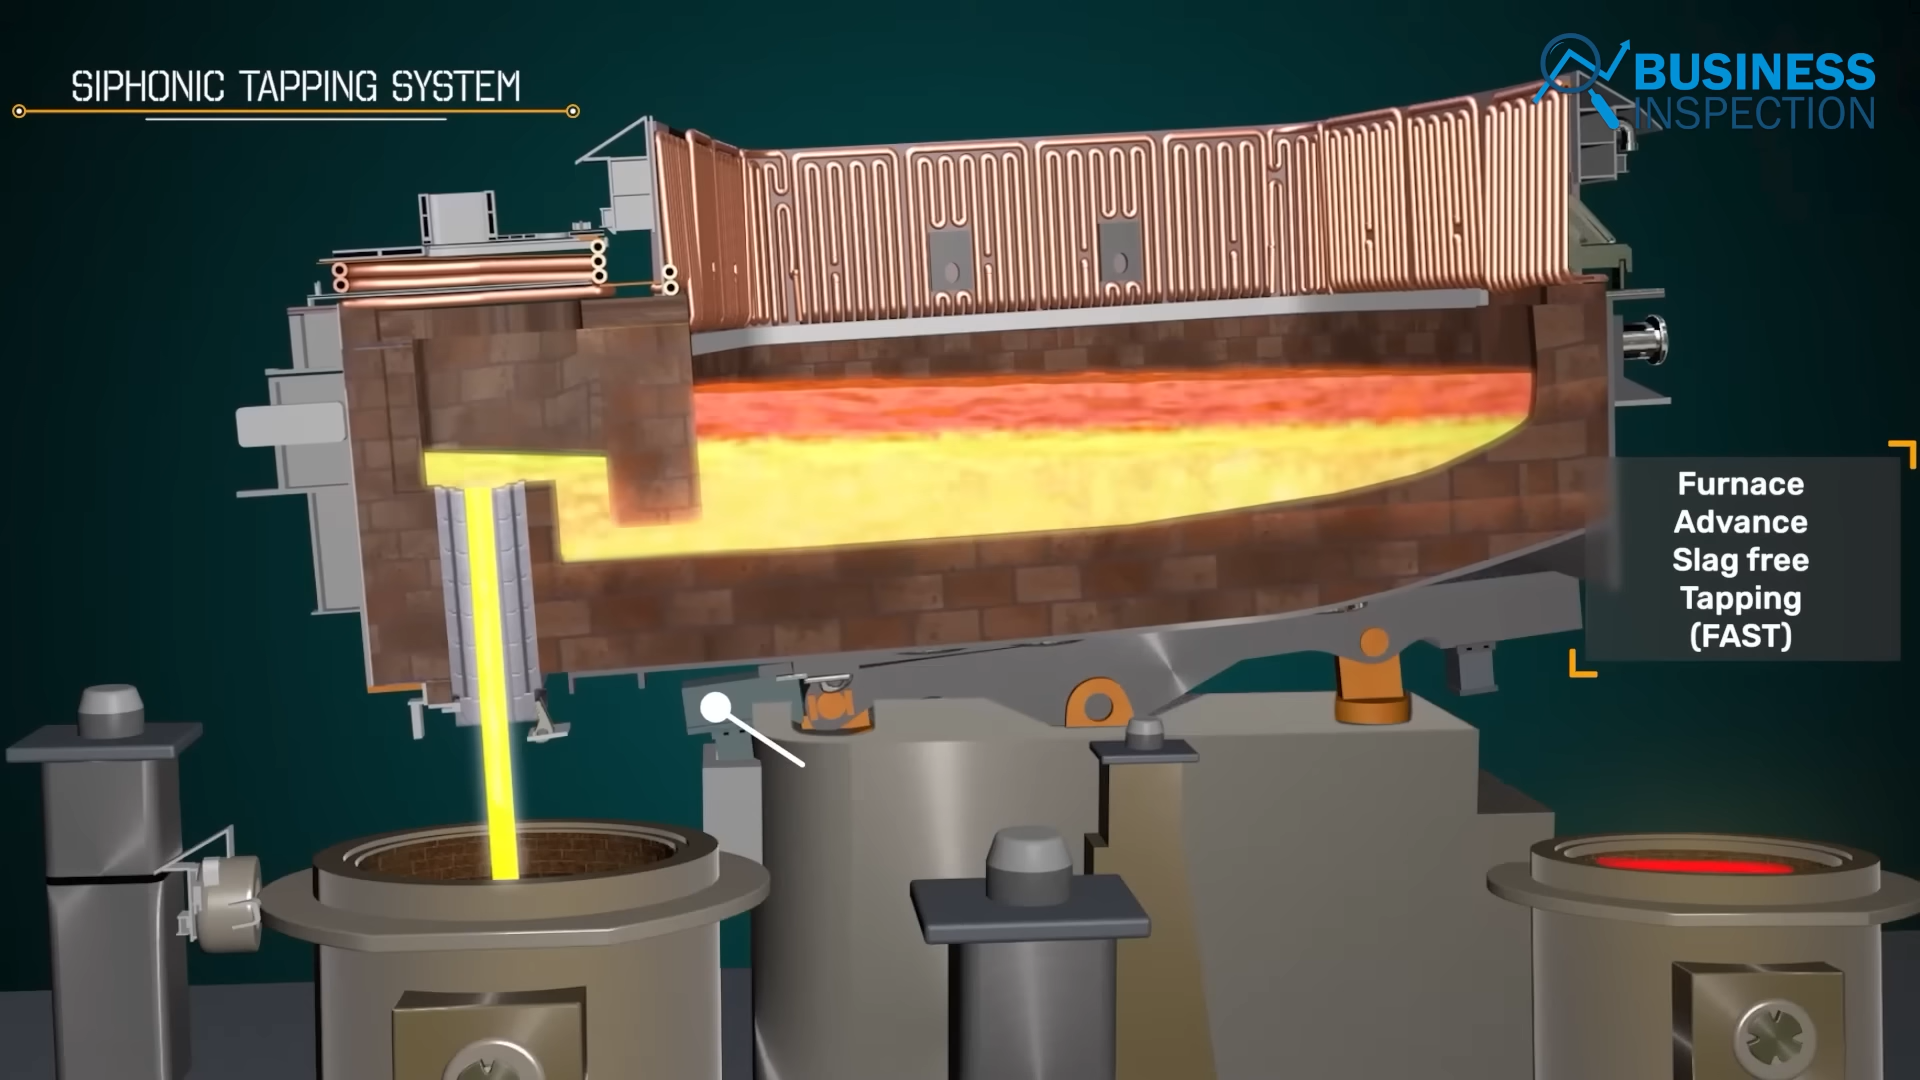 SIPHONIC TAPPING SYSTEM
BUSINESS
INSPECTION
Furnace
Advance
Slag free
Tapping
(FAST)